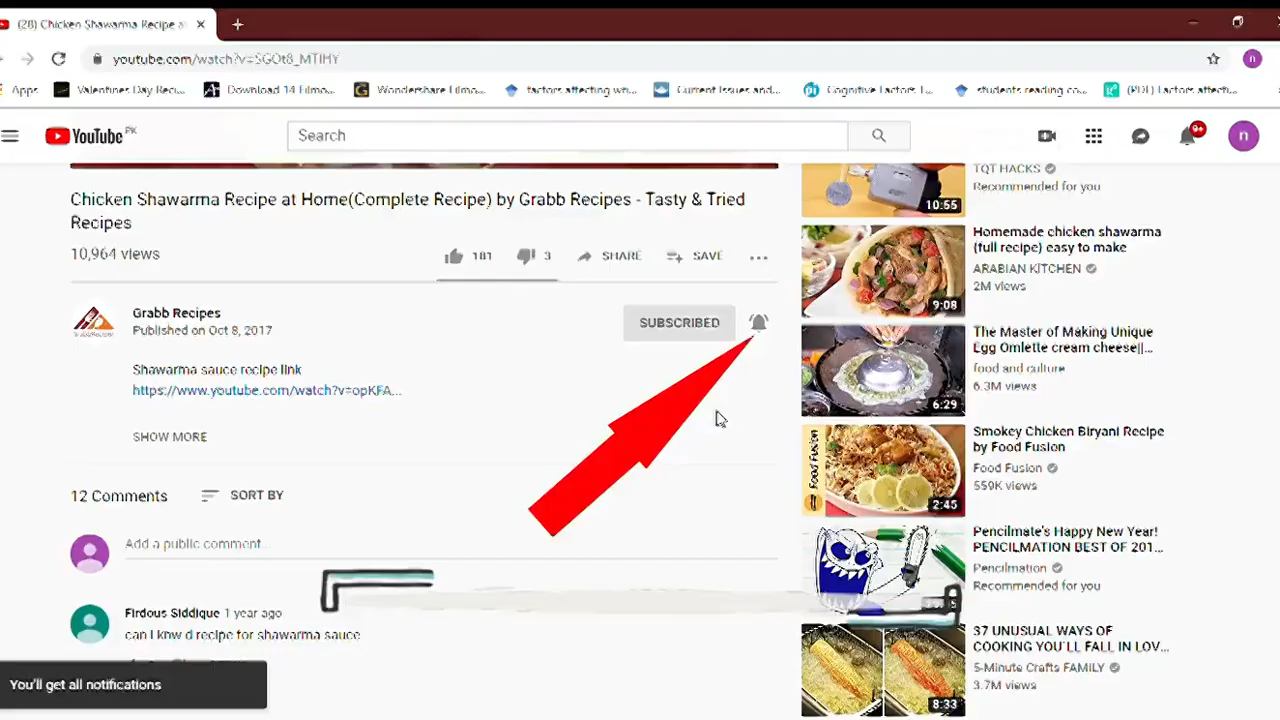 (28) Chicken Shawarma Recipe a
youtube.com/watch?v=SGOt8_MTIHY
n
Apps
Valentines Day Reci...
Download 14 Filmo...
Wondershare Filmo...
factors affecting wri...
Current Issues and...
Cognitive Factors I...
students reading co...
(PDF) Factors affecti...
YouTube PK
Search
9+
n
Chicken Shawarma Recipe at Home(Complete Recipe) by Grabb Recipes - Tasty & Tried
Recipes
10,964 views
181
3
SHARE
SAVE
Grabb Recipes
Published on Oct 8, 2017
SUBSCRIBED
Shawarma sauce recipe link
https://www.youtube.com/watch?v=opKFA...
SHOW MORE
12 Comments
SORT BY
Add a public comment...
Firdous Siddique 1 year ago
can I knw d recipe for shawarma sauce
You'll get all notifications
TQT HACKS
Recommended for you
10:55
Homemade chicken shawarma
(full recipe) easy to make
ARABIAN KITCHEN
2M views
9:08
The Master of Making Unique
Egg Omlette cream cheese||...
food and culture
6.3M views
6:29
Smokey Chicken Biryani Recipe
by Food Fusion
Food Fusion
559K views
Food Fusion
2:45
Pencilmate's Happy New Year!
PENCILMATION BEST OF 201...
Pencilmation
Recommended for you
37 UNUSUAL WAYS OF
COOKING YOU'LL FALL IN LOV...
5-Minute Crafts FAMILY
3.7M views
8:33